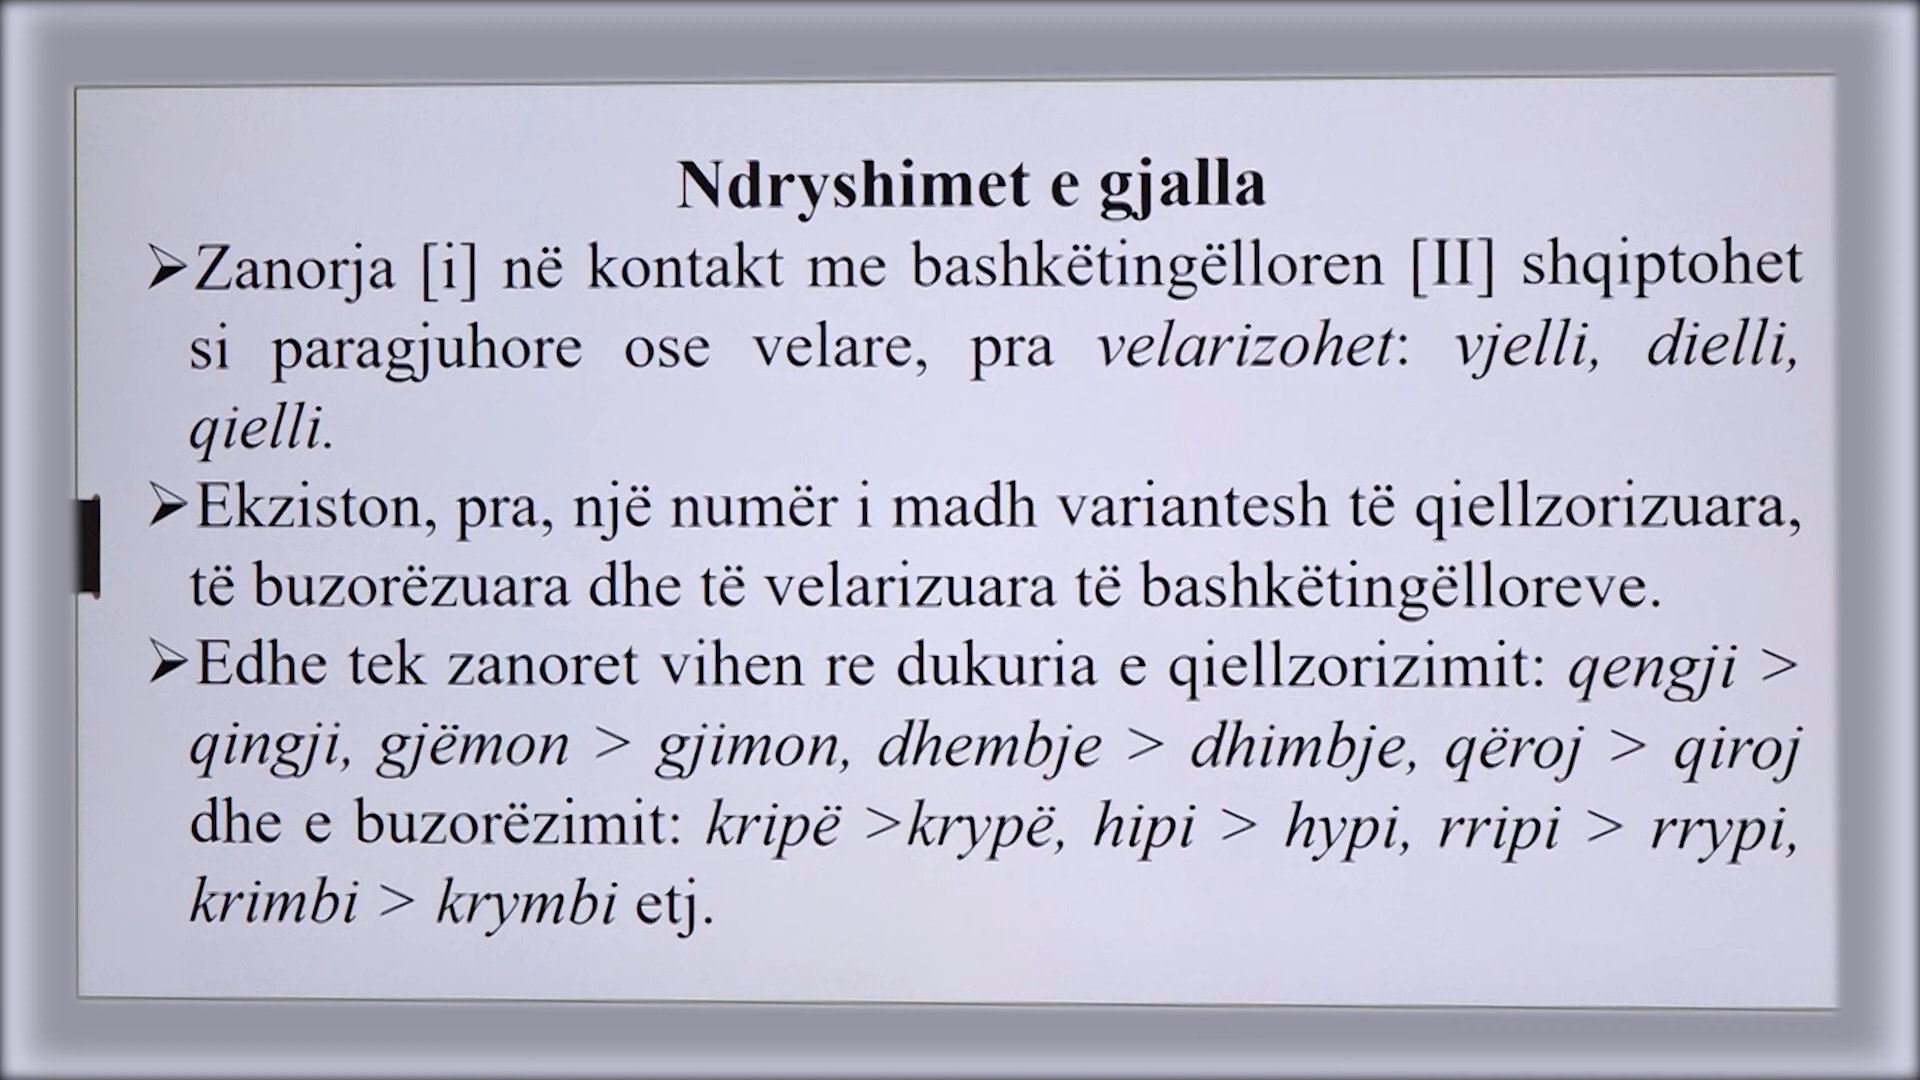 Ndryshimet e gjalla
➢Zanorja [i] në kontakt me bashkëtingëlloren [II] shqiptohet
si paragjuhore ose velare, pra velarizohet: vjelli, dielli,
qielli.
➢Ekziston, pra, një numër i madh variantesh të qiellzorizuara,
të buzorëzuara dhe të velarizuara të bashkëtingëlloreve.
➢Edhe tek zanoret vihen re dukuria e qiellzorizimit: qengji >
qingji, gjëmon > gjimon, dhembje > dhimbje, qëroj > qiroj
dhe e buzorëzimit: kripë >krypë, hipi > hypi, rripi > rrypi,
krimbi > krymbi etj.